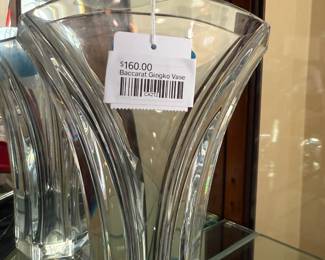 $160.00
Baccarat Gingko Vase